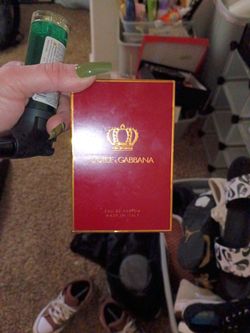 DOLCE & GABBANA
EAU DE PARFUM
MADE IN ITALY